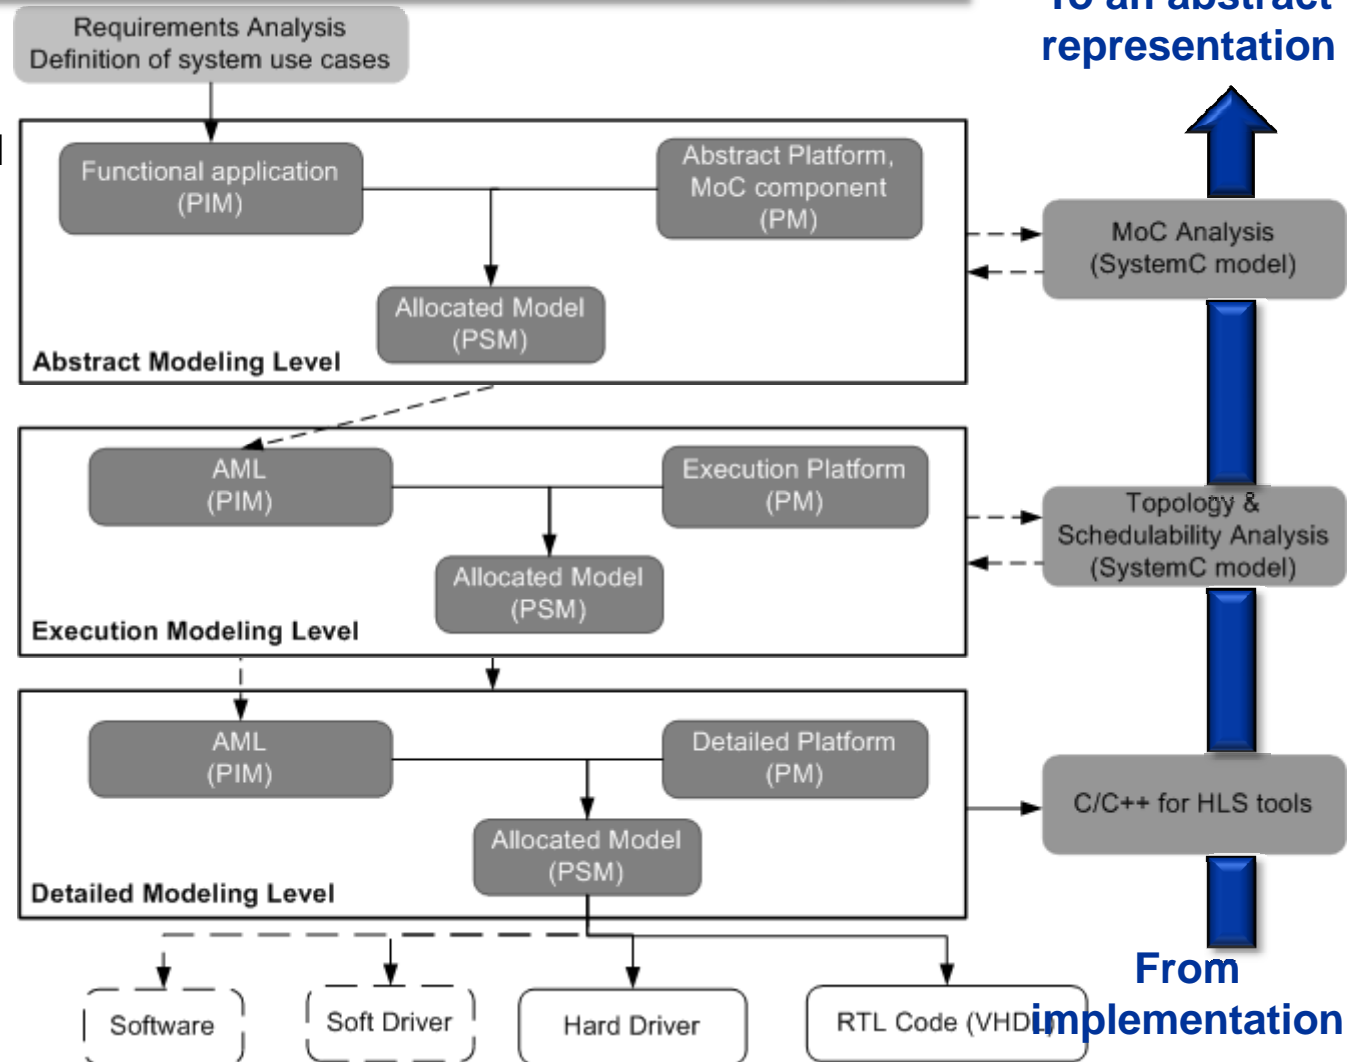 To an abstract
representation
Requirements Analysis
Definition of system use cases
Functional application
(PIM)
Abstract Platform,
MoC component
(PM)
Allocated Model
(PSM)
Abstract Modeling Level
MoC Analysis
(SystemC model)
AML
(PIM)
Execution Platform
(PM)
Allocated Model
(PSM)
Execution Modeling Level
Topology &
Schedulability Analysis
(SystemC model)
AML
(PIM)
Detailed Platform
(PM)
Allocated Model
(PSM)
Detailed Modeling Level
C/C++ for HLS tools
From
implementation
Software
Soft Driver
Hard Driver
RTL Code (VHDL